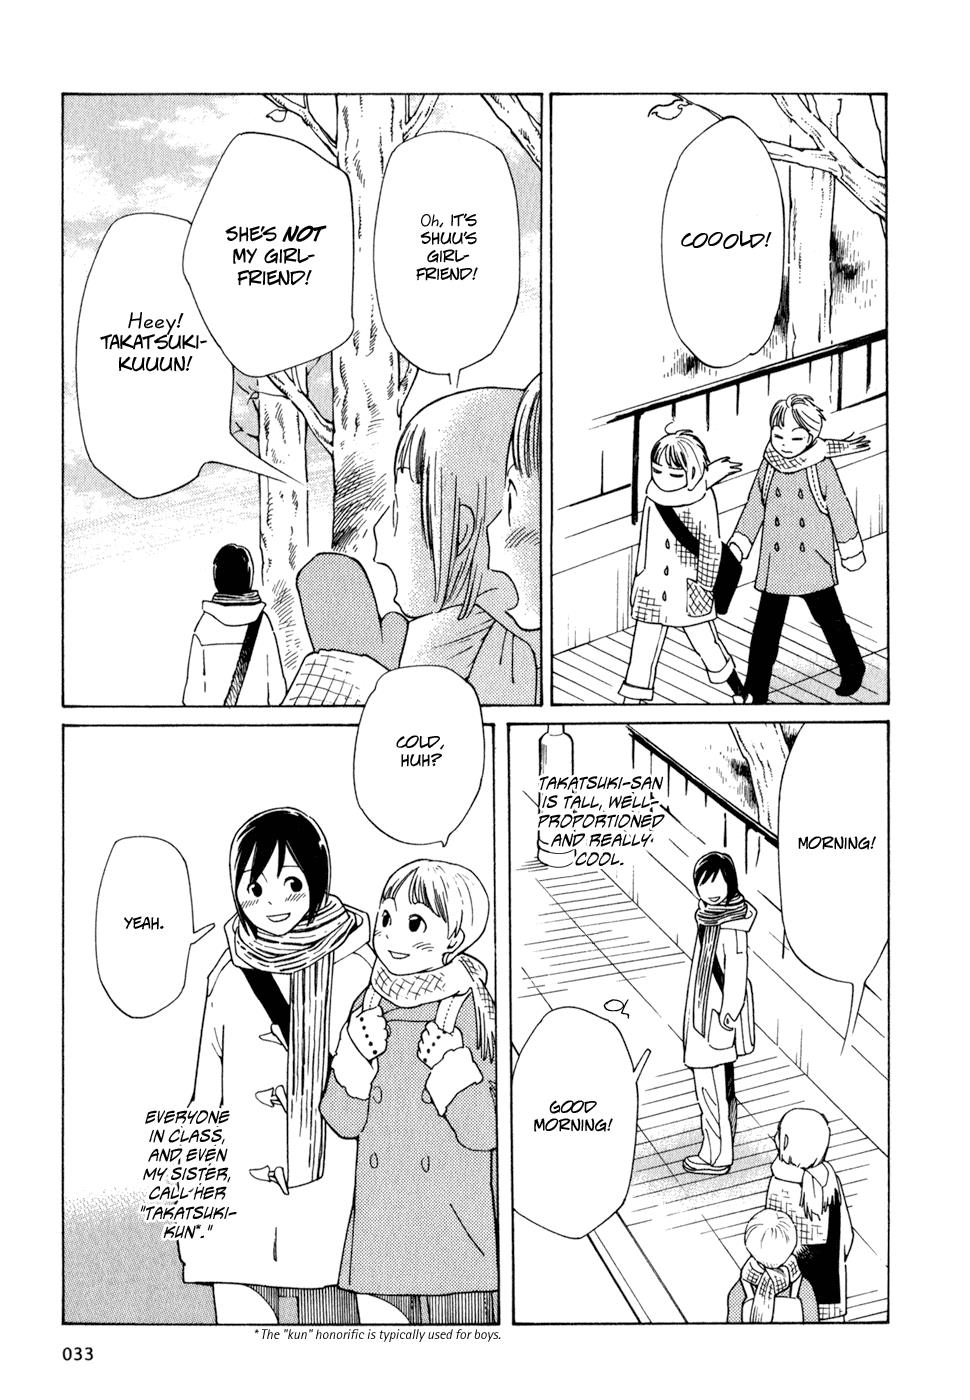 COOOLD!
Oh, IT'S
SHUU'S
GIRL-
FRIEND!
SHE'S NOT
MY GIRL-
FRIEND!
Heey!
TAKATSUKI-
KUUUN!
MORNING!
TAKATSUKI-SAN
IS TALL, WELL-
PROPORTIONED
AND REALLY
COOL.
GOOD
MORNING!
COLD,
HUH?
YEAH.
EVERYONE
IN CLASS,
AND EVEN
MY SISTER,
CALL HER
"TAKATSUKI-
KUN*."
*The "kun" honorific is typically used for boys.
033